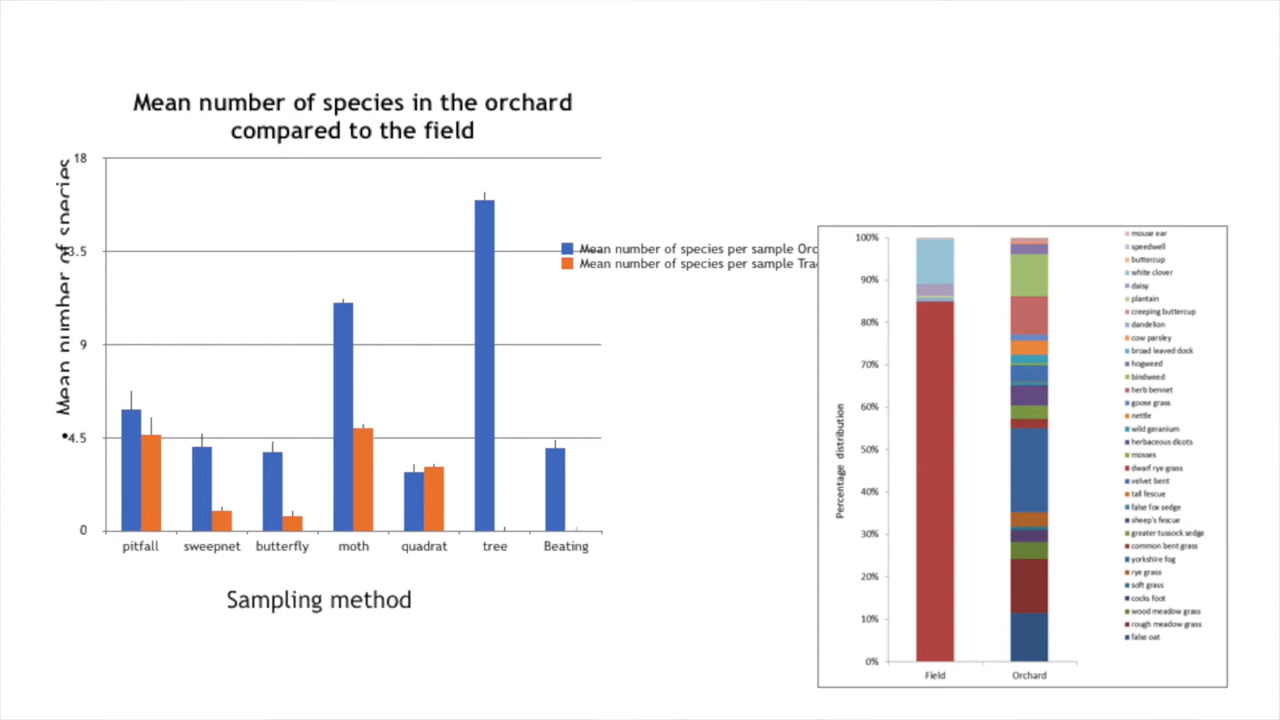 Mean number of species in the orchard
compared to the field
Mean number of species
18
3.5
9
4.5
0
Mean number of species per sample Orc
Mean number of species per sample Tra
pitfall sweepnet butterfly moth quadrat tree Beating
Sampling method
Percentage distribution
100%
90%
80%
70%
60%
50%
40%
30%
20%
10%
0%
Field Orchard
mouse ear
speedwell
buttercup
white clover
daisy
plantain
creeping buttercup
dandelion
cow parsley
broad leaved dock
hogweed
bindweed
herb bennet
goose grass
nettle
wild geranium
herbaceous dicots
mosses
dwarf rye grass
velvet bent
tall fescue
false fox sedge
sheep's fescue
greater tussock sedge
common bent grass
yorkshire fog
rye grass
soft grass
cocks foot
wood meadow grass
rough meadow grass
false oat